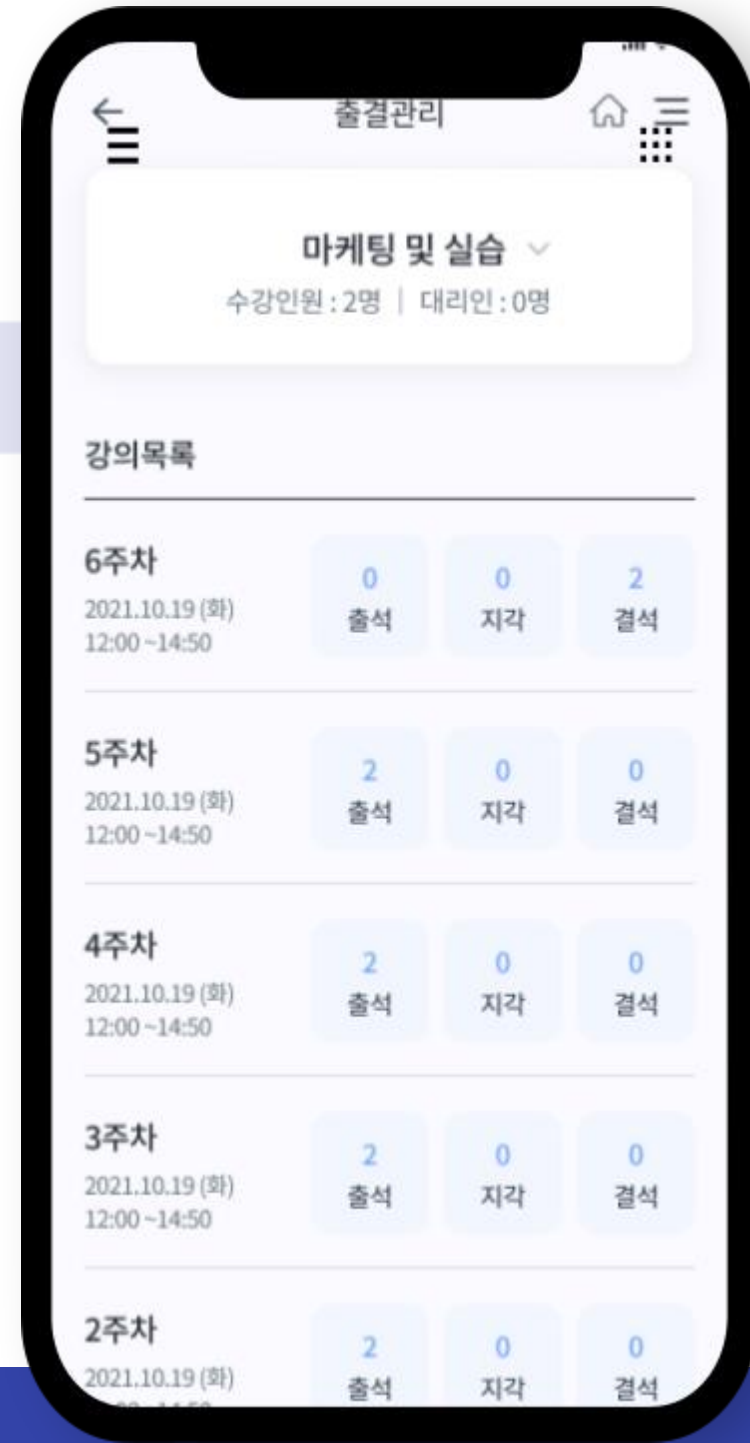 출결관리
마케팅 및 실습
수강인원 : 2명 | 대리인 : 0명
강의목록
6주차
2021.10.19 (화)
12:00 ~14:50
0 0 2
출석 지각 결석
5주차
2021.10.19 (화)
12:00 ~14:50
2 0 0
출석 지각 결석
4주차
2021.10.19 (화)
12:00 ~14:50
2 0 0
출석 지각 결석
3주차
2021.10.19 (화)
12:00 ~14:50
2 0 0
출석 지각 결석
2주차
2021.10.19 (화)
2 0 0
출석 지각 결석